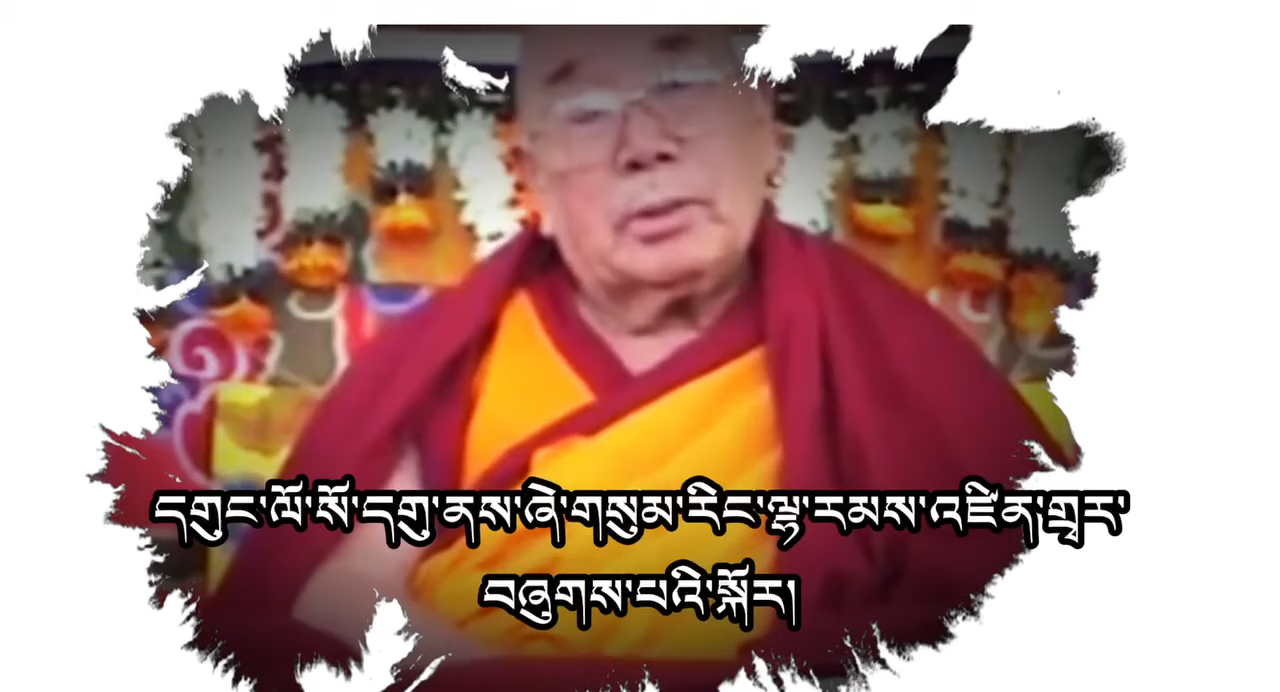 དགུང་ལོ་སོ་དགུ་ནས་ཞེ་གསུམ་རིང་ལྷ་རམས་འཛིན་གྲྭར་
བཞུགས་པའི་སྐོར།